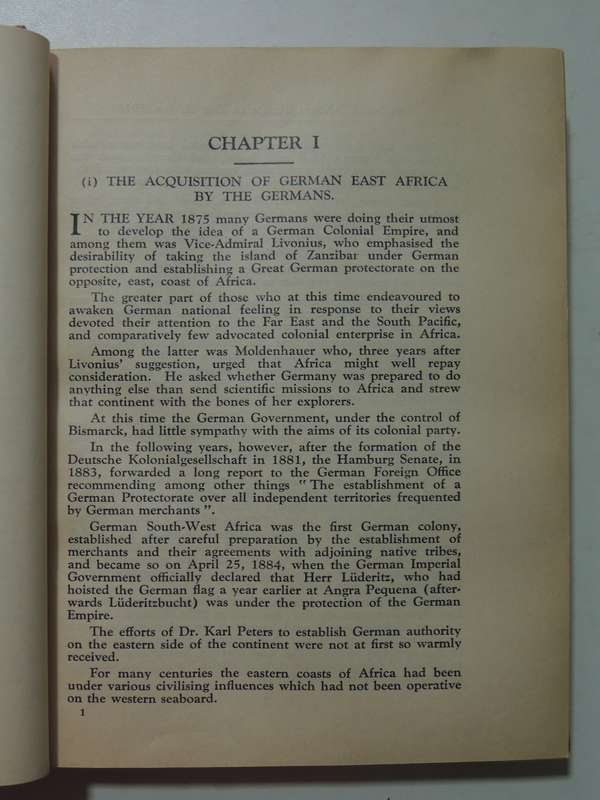 CHAPTER I
(i) THE ACQUISITION OF GERMAN EAST AFRICA
BY THE GERMANS.
IN THE YEAR 1875 many Germans were doing their utmost
to develop the idea of a German Colonial Empire, and
among them was Vice-Admiral Livonius, who emphasised the
desirability of taking the island of Zanzibar under German
protection and establishing a Great German protectorate on the
opposite, east, coast of Africa.
The greater part of those who at this time endeavoured to
awaken German national feeling in response to their views
devoted their attention to the Far East and the South Pacific,
and comparatively few advocated colonial enterprise in Africa.
Among the latter was Moldenhauer who, three years after
Livonius' suggestion, urged that Africa might well repay
consideration. He asked whether Germany was prepared to do
anything else than send scientific missions to Africa and strew
that continent with the bones of her explorers.
At this time the German Government, under the control of
Bismarck, had little sympathy with the aims of its colonial party.
In the following years, however, after the formation of the
Deutsche Kolonialgesellschaft in 1881, the Hamburg Senate, in
1883, forwarded a long report to the German Foreign Office
recommending among other things "The establishment of a
German Protectorate over all independent territories frequented
by German merchants".
German South-West Africa was the first German colony,
established after careful preparation by the establishment of
merchants and their agreements with adjoining native tribes,
and became so on April 25, 1884, when the German Imperial
Government officially declared that Herr Lüderitz, who had
hoisted the German flag a year earlier at Angra Pequena (after-
wards Lüderitzbucht) was under the protection of the German
Empire.
The efforts of Dr. Karl Peters to establish German authority
on the eastern side of the continent were not at first so warmly
received.
For many centuries the eastern coasts of Africa had been
under various civilising influences which had not been operative
on the western seaboard.
1